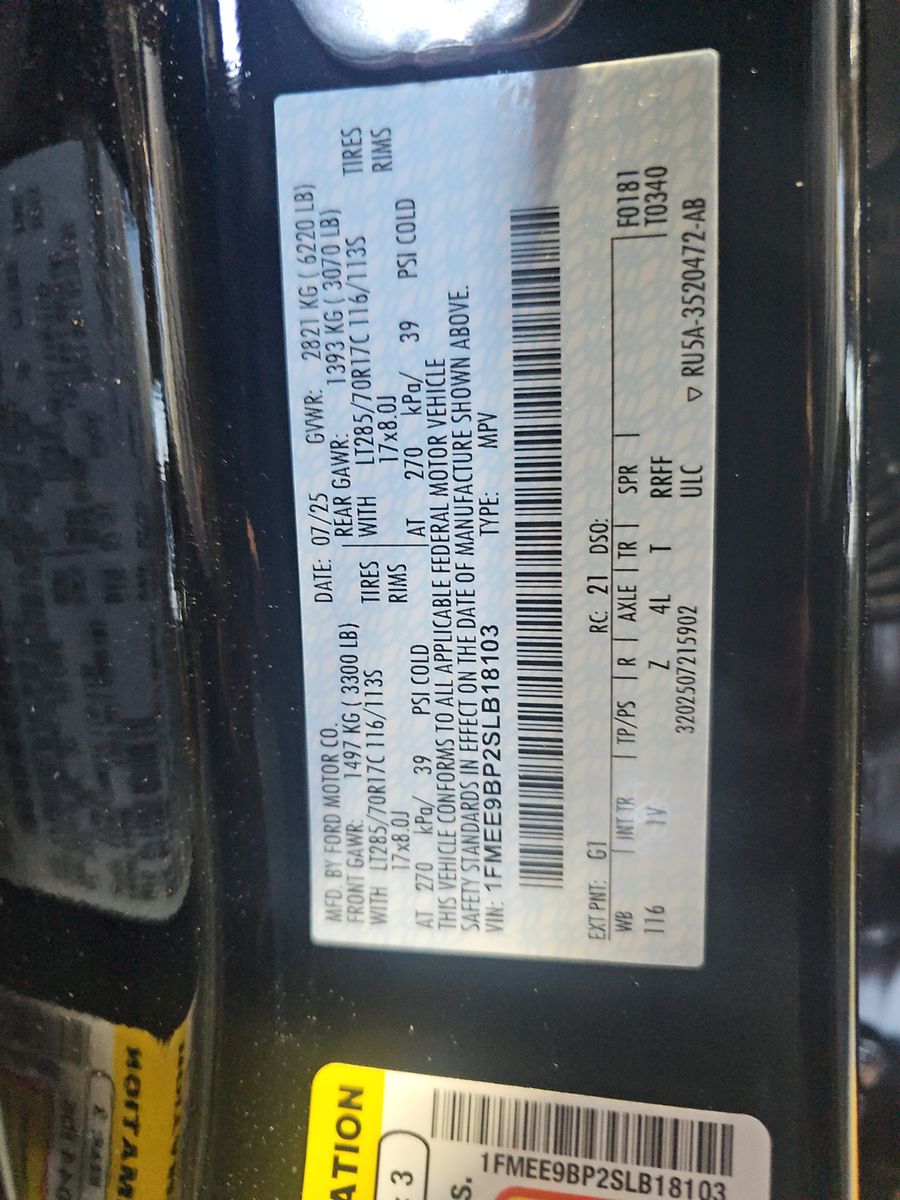 MFD. BY FORD MOTOR CO. DATE: 07/25 GVWR: 2821 KG ( 6220 LB)
FRONT GAWR: 1497 KG ( 3300 LB) REAR GAWR: 1393 KG ( 3070 LB)
WITH LT285/70R17C 116/113S TIRES WITH LT285/70R17C 116/113S TIRES
17x8.0J RIMS 17x8.0J RIMS
AT 270 kPa/ 39 PSI COLD AT 270 kPa/ 39 PSI COLD
THIS VEHICLE CONFORMS TO ALL APPLICABLE FEDERAL MOTOR VEHICLE
SAFETY STANDARDS IN EFFECT ON THE DATE OF MANUFACTURE SHOWN ABOVE.
VIN: 1FMEE9BP2SLB18103 TYPE: MPV
EXT PNT: G1 RC: 21 DSO: F0181
WB INT TR TP/PS R AXLE TR SPR T0340
116 1V Z 4L T RRFF
3202507215902 ULC ▽ RU5A-3520472-AB
ATION
3
S.
1FMEE9BP2SLB18103